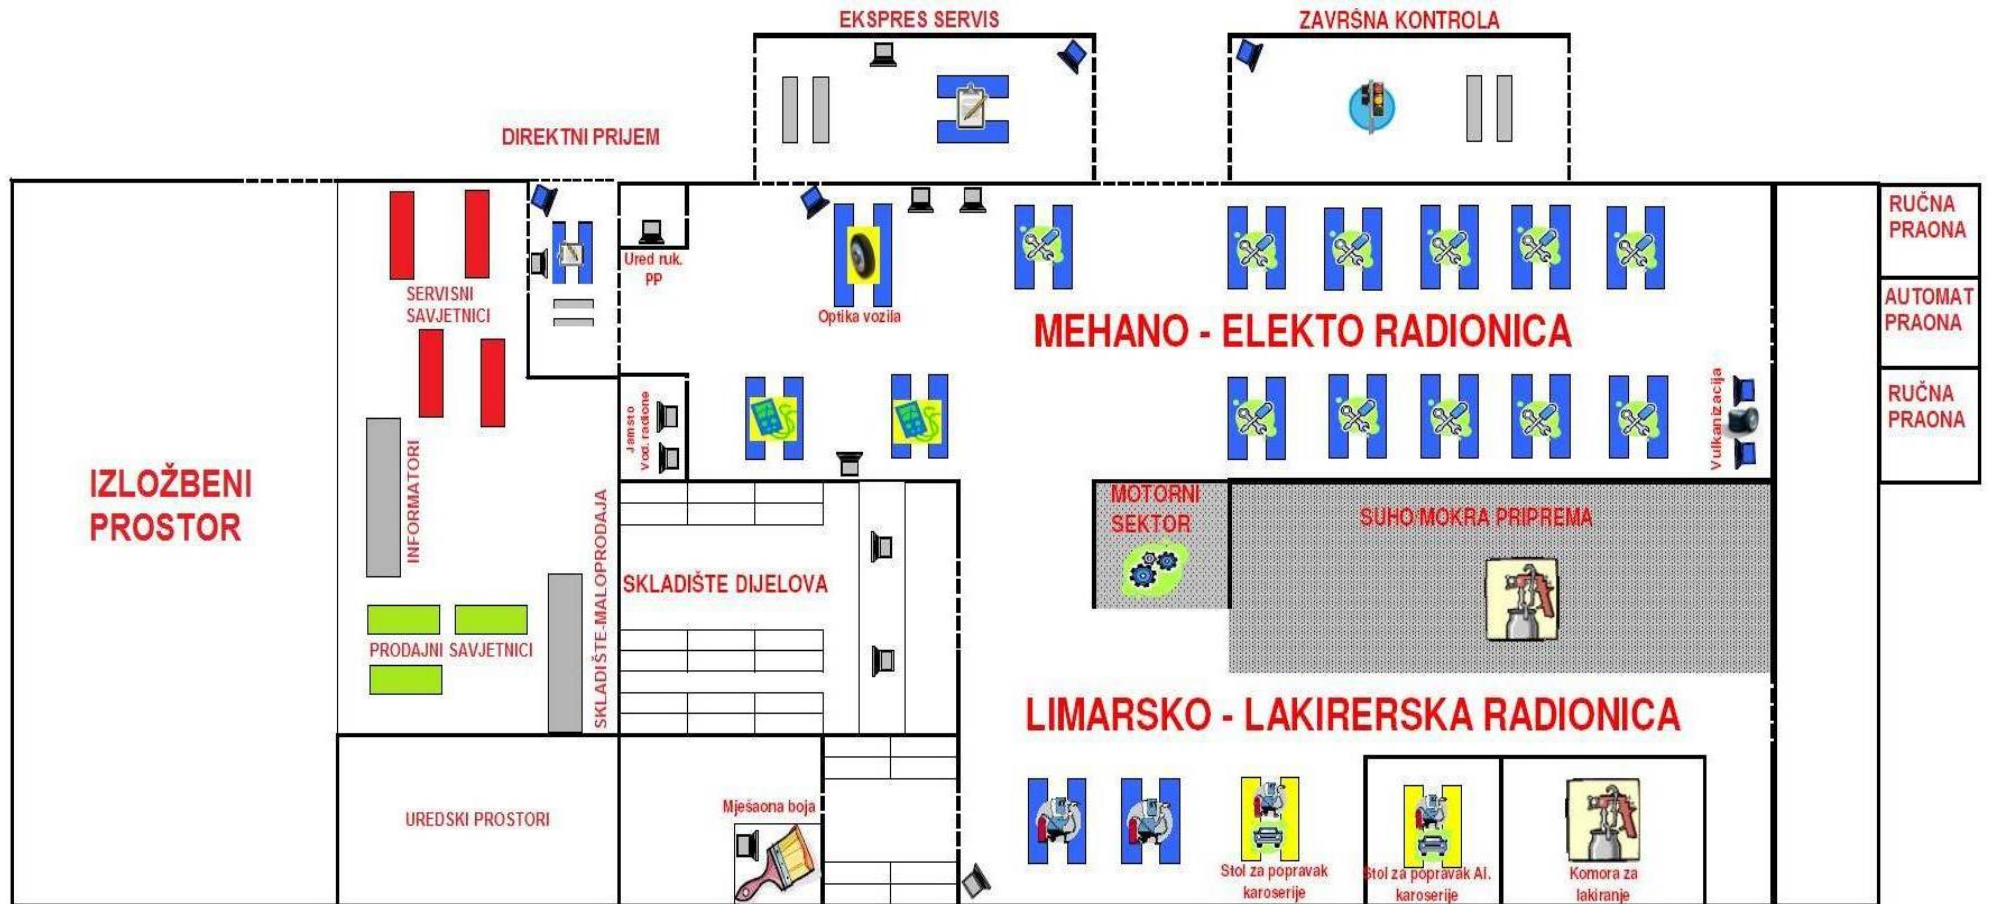 EKSPRES SERVIS
ZAVRŠNA KONTROLA
DIREKTNI PRIJEM
RUČNA
PRAONA
AUTOMAT
PRAONA
RUČNA
PRAONA
SERVISNI
SAVJETNICI
Ured ruk.
PP
Optika vozila
MEHANO - ELEKTO RADIONICA
Jamsto
Vod. radione
Vulkanizacija
IZLOŽBENI
PROSTOR
INFORMATORI
MOTORNI
SEKTOR
SUHO MOKRA PRIPREMA
SKLADIŠTE DIJELOVA
SKLADIŠTE-MALOPRODAJA
PRODAJNI SAVJETNICI
LIMARSKO - LAKIRERSKA RADIONICA
UREDSKI PROSTORI
Mješaona boja
Stol za popravak
karoserije
Stol za popravak Al.
karoserije
Komora za
lakiranje